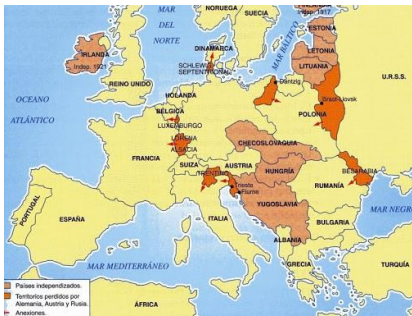 NORUEGA
MAR DEL NORTE
SUECIA
Indep. 1917
ESTONIA
LETONIA
LITUANIA
MAR BÁLTICO
IRLANDA
Indep. 1921
DINAMARCA
SCHLEWIG
SEPTENTRIONAL
Dantzig
U.R.S.S.
REINO UNIDO
HOLANDA
Brest-Litovsk
BELGICA
POLONIA
OCEANO
ATLÁNTICO
LUXEMBURGO
LORENA
ALSACIA
CHECOSLOVAQUIA
FRANCIA
SUIZA
AUSTRIA
HUNGRÍA
BESARABIA
TRENTINO
Trieste
Fiume
RUMANÍA
YUGOSLAVIA
PORTUGAL
ESPAÑA
ITALIA
BULGARIA
MAR NEGRO
ALBANIA
MAR MEDITERRÁNEO
GRECIA
TURQUÍA
ÁFRICA
Países independizados.
Territorios perdidos por
Alemania, Austria y Rusia.
Anexiones.